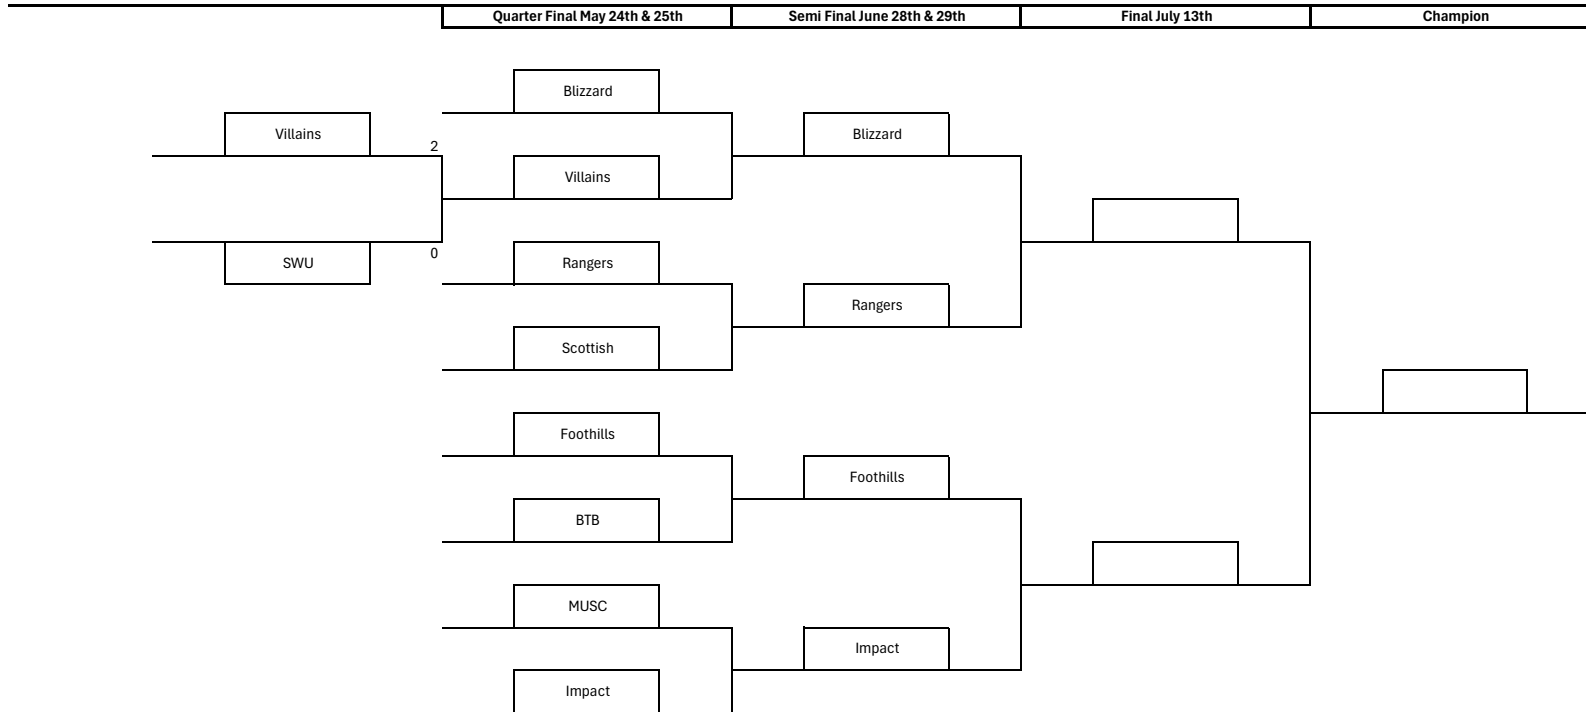 Quarter Final May 24th & 25th
Semi Final June 28th & 29th
Final July 13th
Champion
Blizzard
Villains
Blizzard
2
Villains
Rangers
0
SWU
Rangers
Scottish
Foothills
Foothills
BTB
MUSC
Impact
Impact